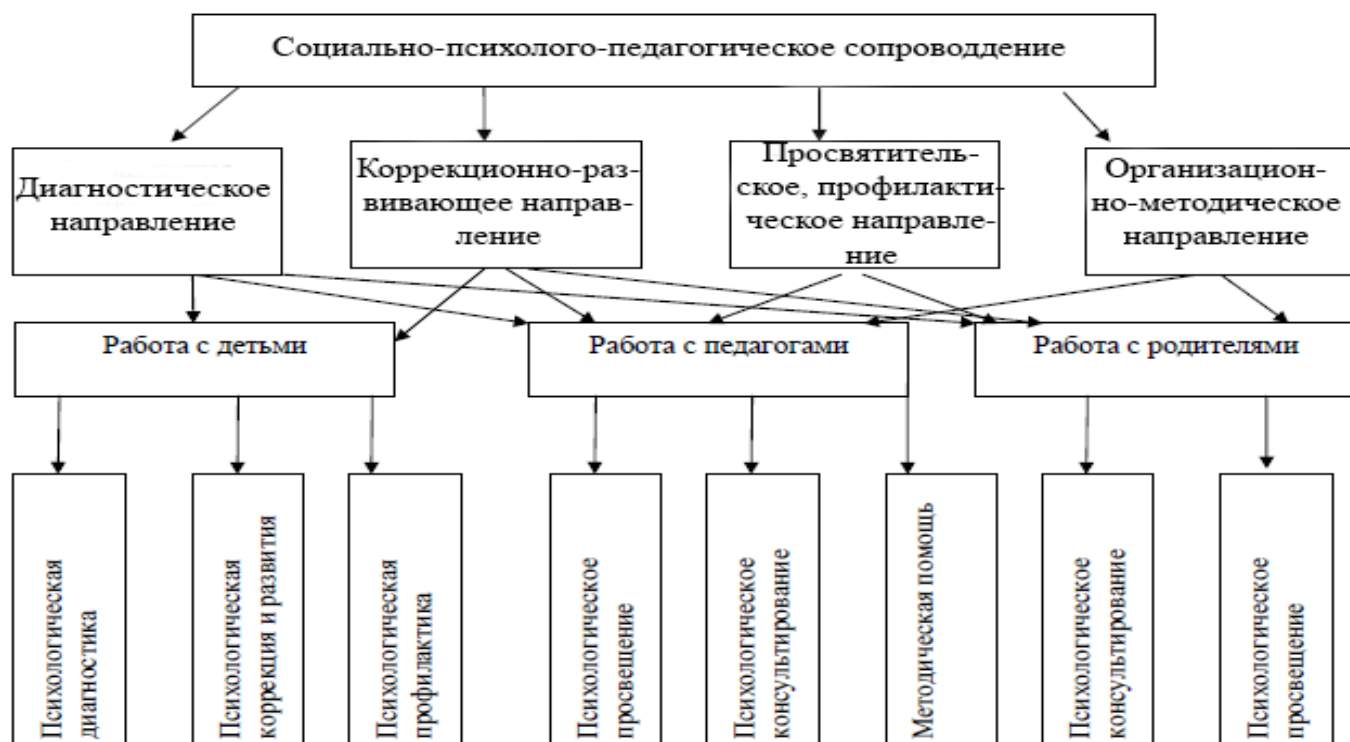 Социально-психолого-педагогическое сопроводдение
Диагностическое
направление
Коррекционно-раз-
вивающее направ-
ление
Просвятитель-
ское, профилакти-
ческое направле-
ние
Организацион-
но-методическое
направление
Работа с детьми
Работа с педагогами
Работа с родителями
Психологическая
диагностика
Психологическая
коррекция и развития
Психологическая
профилактика
Психологическое
просвещение
Психологическое
консультирование
Методическая помощь
Психологическое
консультирование
Психологическое
просвещение